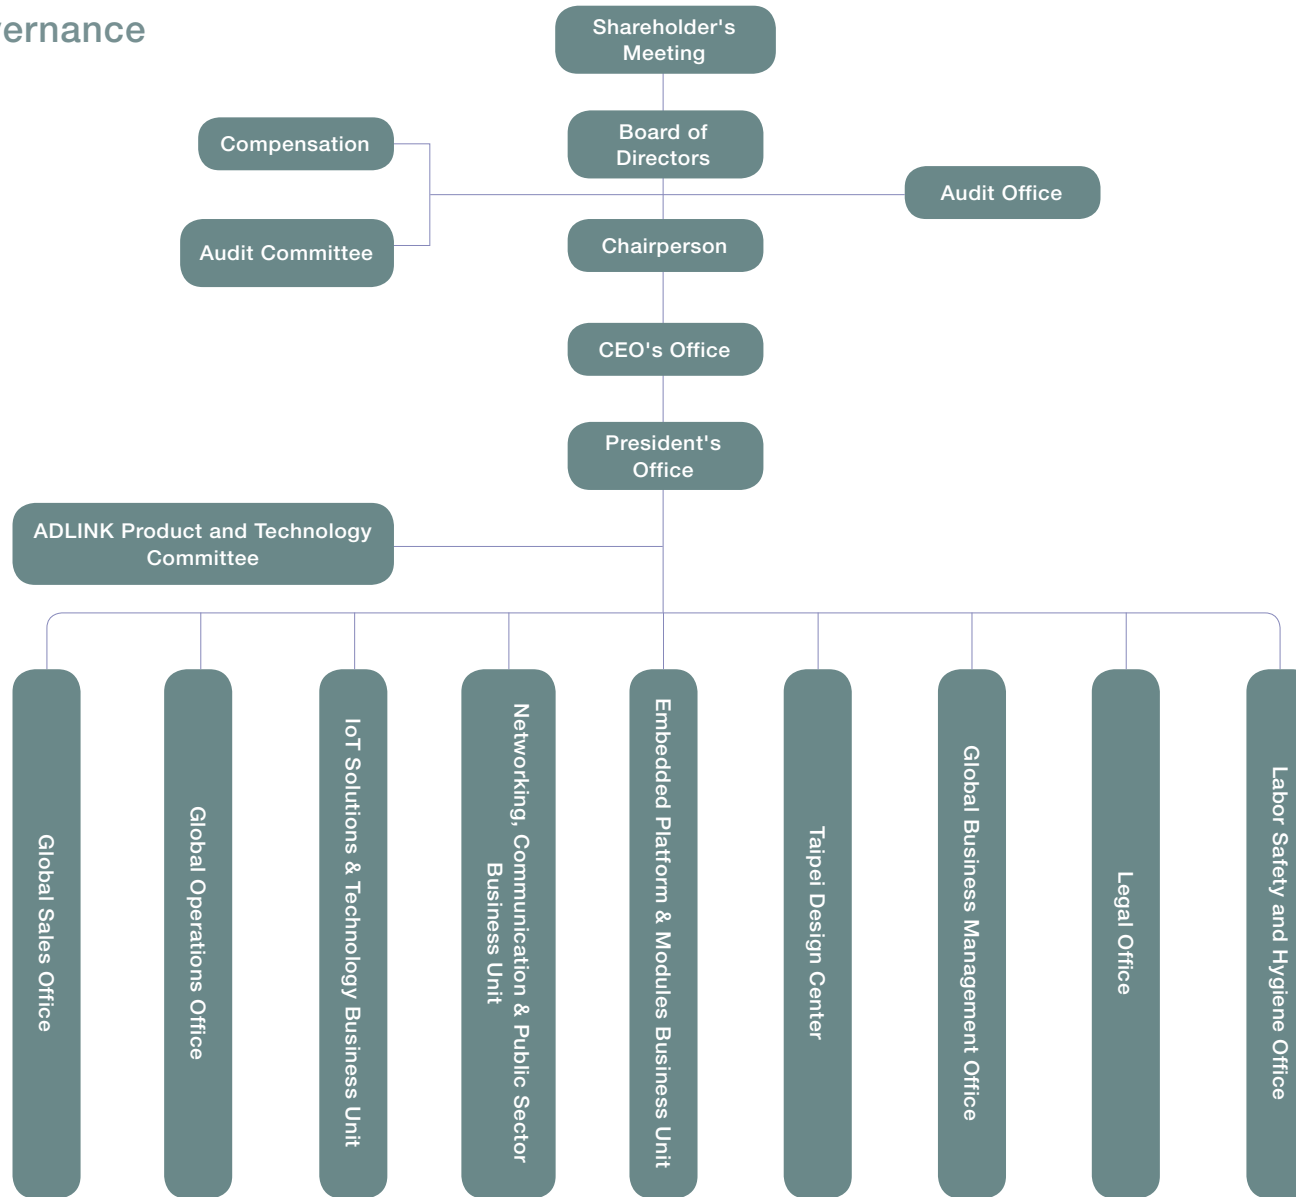 vernance
Shareholder's
Meeting
Board of
Directors
Compensation
Audit Office
Audit Committee
Chairperson
CEO's Office
President's
Office
ADLINK Product and Technology
Committee
Global Sales Office
Global Operations Office
IoT Solutions & Technology Business Unit
Networking, Communication & Public Sector
Business Unit
Embedded Platform & Modules Business Unit
Taipei Design Center
Global Business Management Office
Legal Office
Labor Safety and Hygiene Office